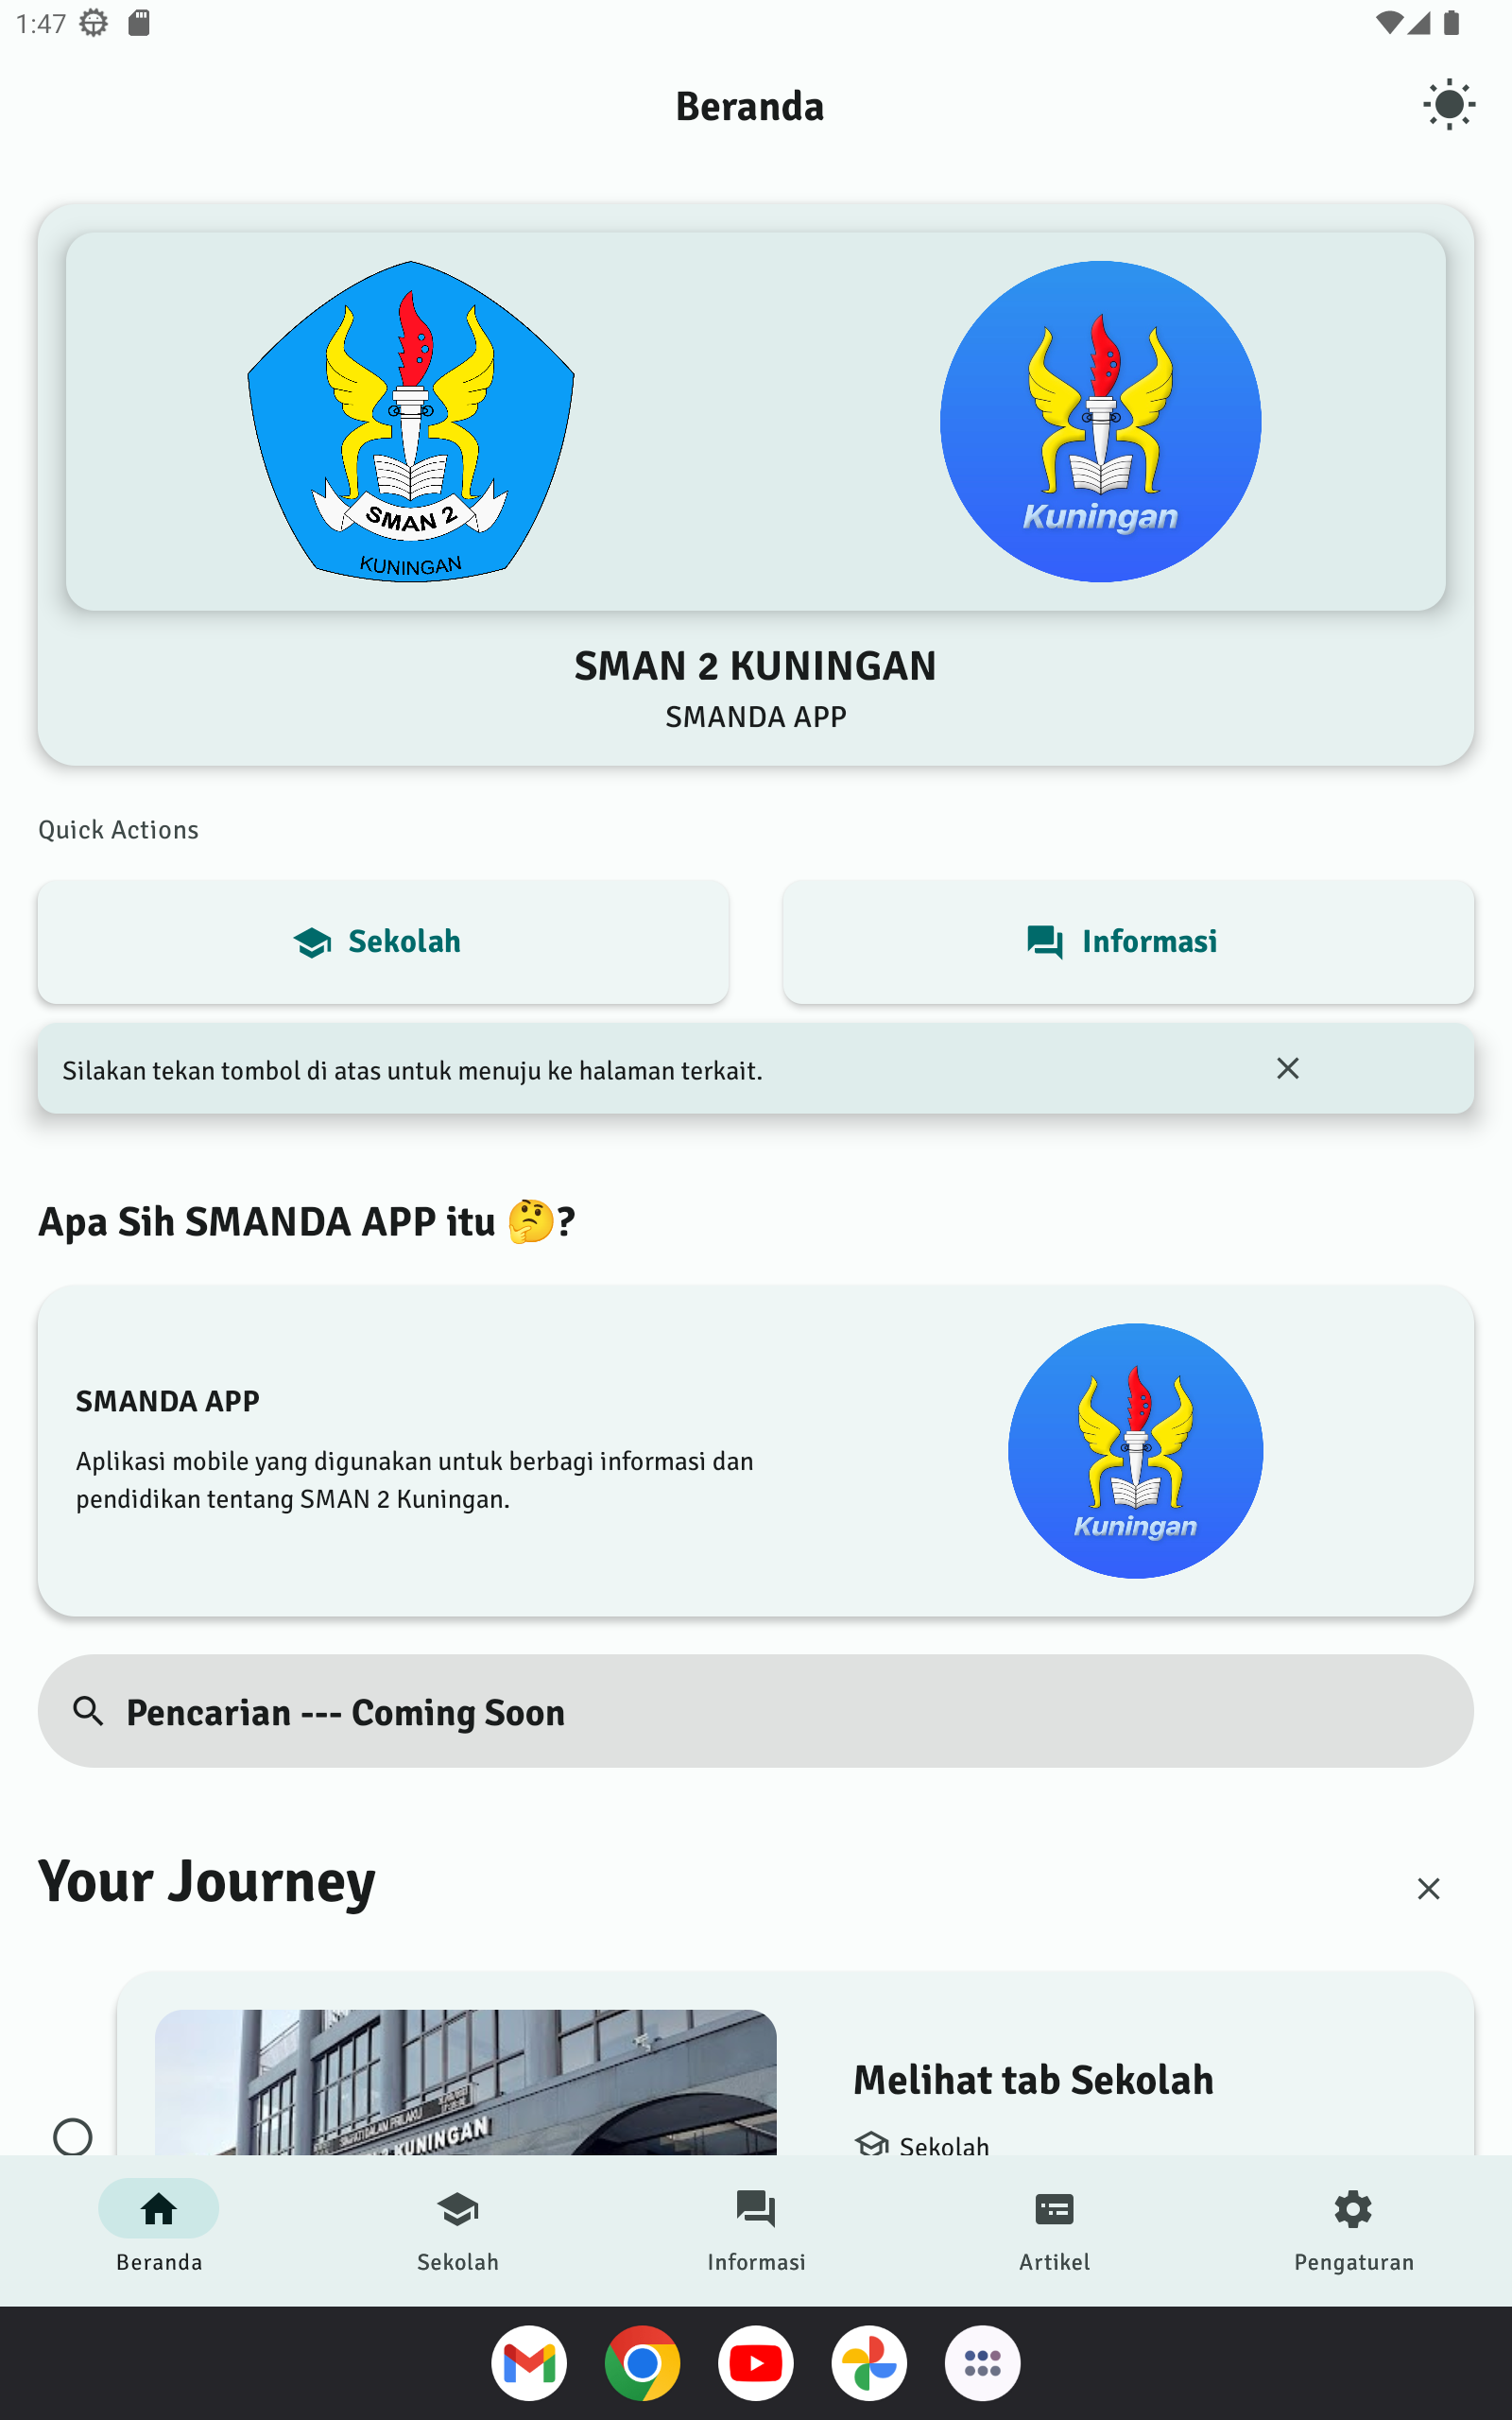 1:47
Beranda
SMAN 2
KUNINGAN
Kuningan
SMAN 2 KUNINGAN
SMANDA APP
Quick Actions
Sekolah
Informasi
Silakan tekan tombol di atas untuk menuju ke halaman terkait.
Apa Sih SMANDA APP itu 🤔?
SMANDA APP
Aplikasi mobile yang digunakan untuk berbagi informasi dan
pendidikan tentang SMAN 2 Kuningan.
Kuningan
Pencarian --- Coming Soon
Your Journey
KUNINGAN
Melihat tab Sekolah
Sekolah
Beranda
Sekolah
Informasi
Artikel
Pengaturan